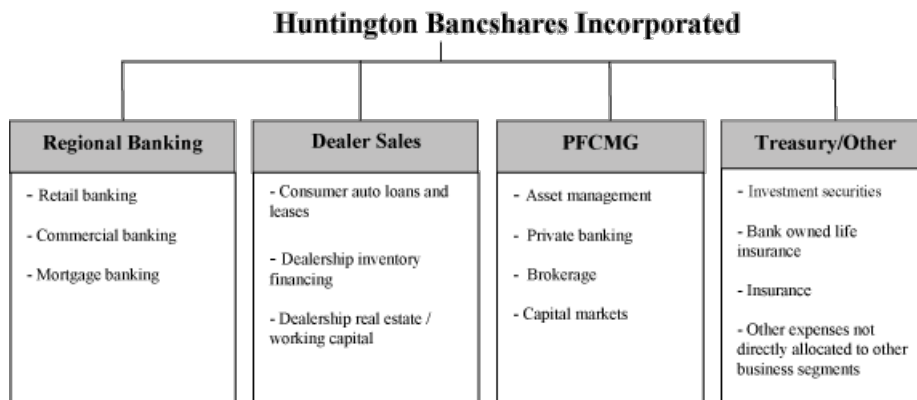 Huntington Bancshares Incorporated
Regional Banking
- Retail banking
- Commercial banking
- Mortgage banking
Dealer Sales
- Consumer auto loans and
leases
- Dealership inventory
financing
- Dealership real estate /
working capital
PFCMG
- Asset management
- Private banking
- Brokerage
- Capital markets
Treasury/Other
- Investment securities
- Bank owned life
insurance
- Insurance
- Other expenses not
directly allocated to other
business segments